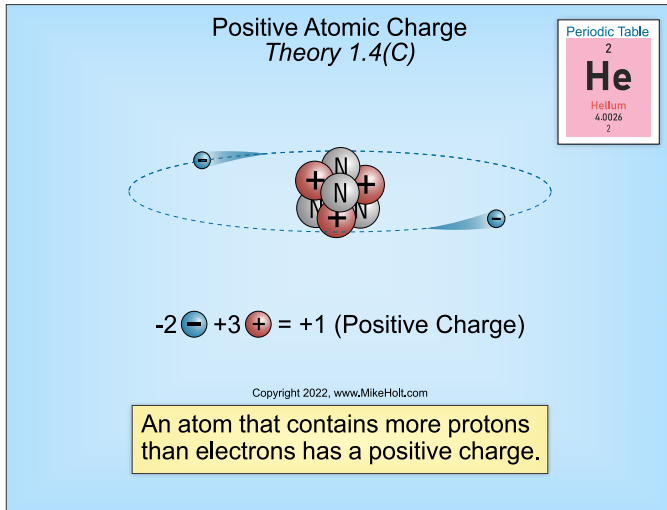 Positive Atomic Charge
Theory 1.4(C)
Periodic Table
2
He
Helium
4.0026
2
N
+
+
N
N
N
+
-
-
-2 - +3 + = +1 (Positive Charge)
Copyright 2022, www.MikeHolt.com
An atom that contains more protons
than electrons has a positive charge.